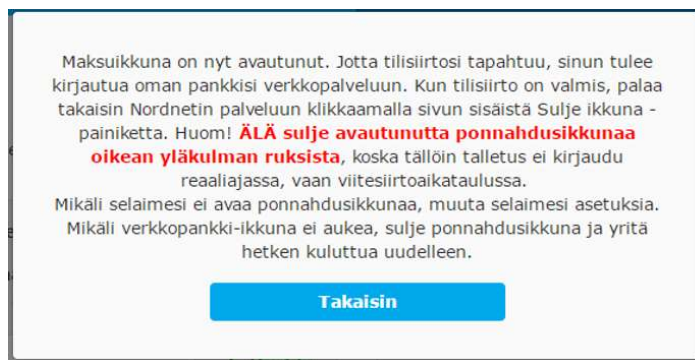 Maksuikkuna on nyt avautunut. Jotta tilisiirtosi tapahtuu, sinun tulee
kirjautua oman pankkisi verkkopalveluun. Kun tilisiirto on valmis, palaa
takaisin Nordnetin palveluun klikkaamalla sivun sisäistä Sulje ikkuna -
painiketta. Huom! ÄLÄ sulje avautunutta ponnahdusikkunaa
oikean yläkulman ruksista, koska tällöin talletus ei kirjaudu
reaaliajassa, vaan viitesiirtoaikataulussa.
Mikäli selaimesi ei avaa ponnahdusikkunaa, muuta selaimesi asetuksia.
Mikäli verkkopankki-ikkuna ei aukea, sulje ponnahdusikkuna ja yritä
hetken kuluttua uudelleen.
Takaisin